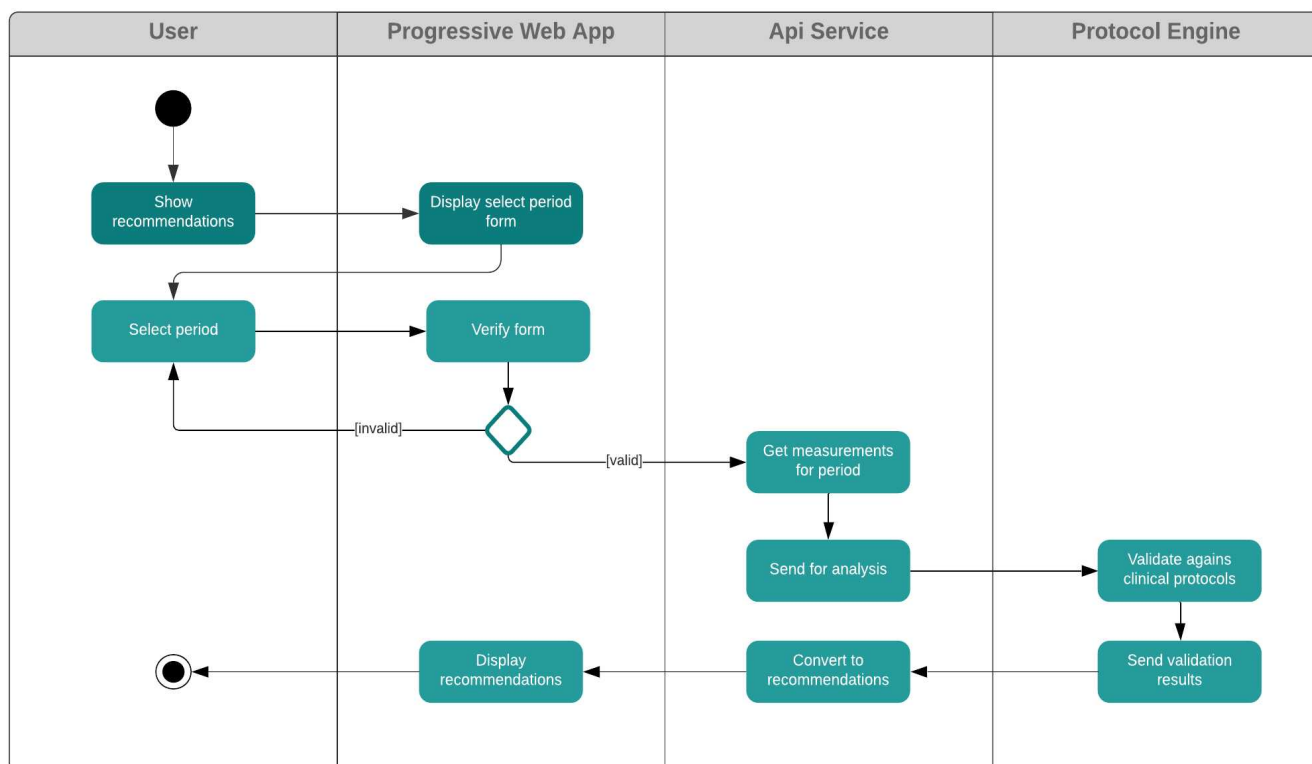 User
Progressive Web App
Api Service
Protocol Engine
Show
recommendations
Display select period
form
Select period
Verify form
[invalid]
[valid]
Get measurements
for period
Send for analysis
Validate agains
clinical protocols
Display
recommendations
Convert to
recommendations
Send validation
results